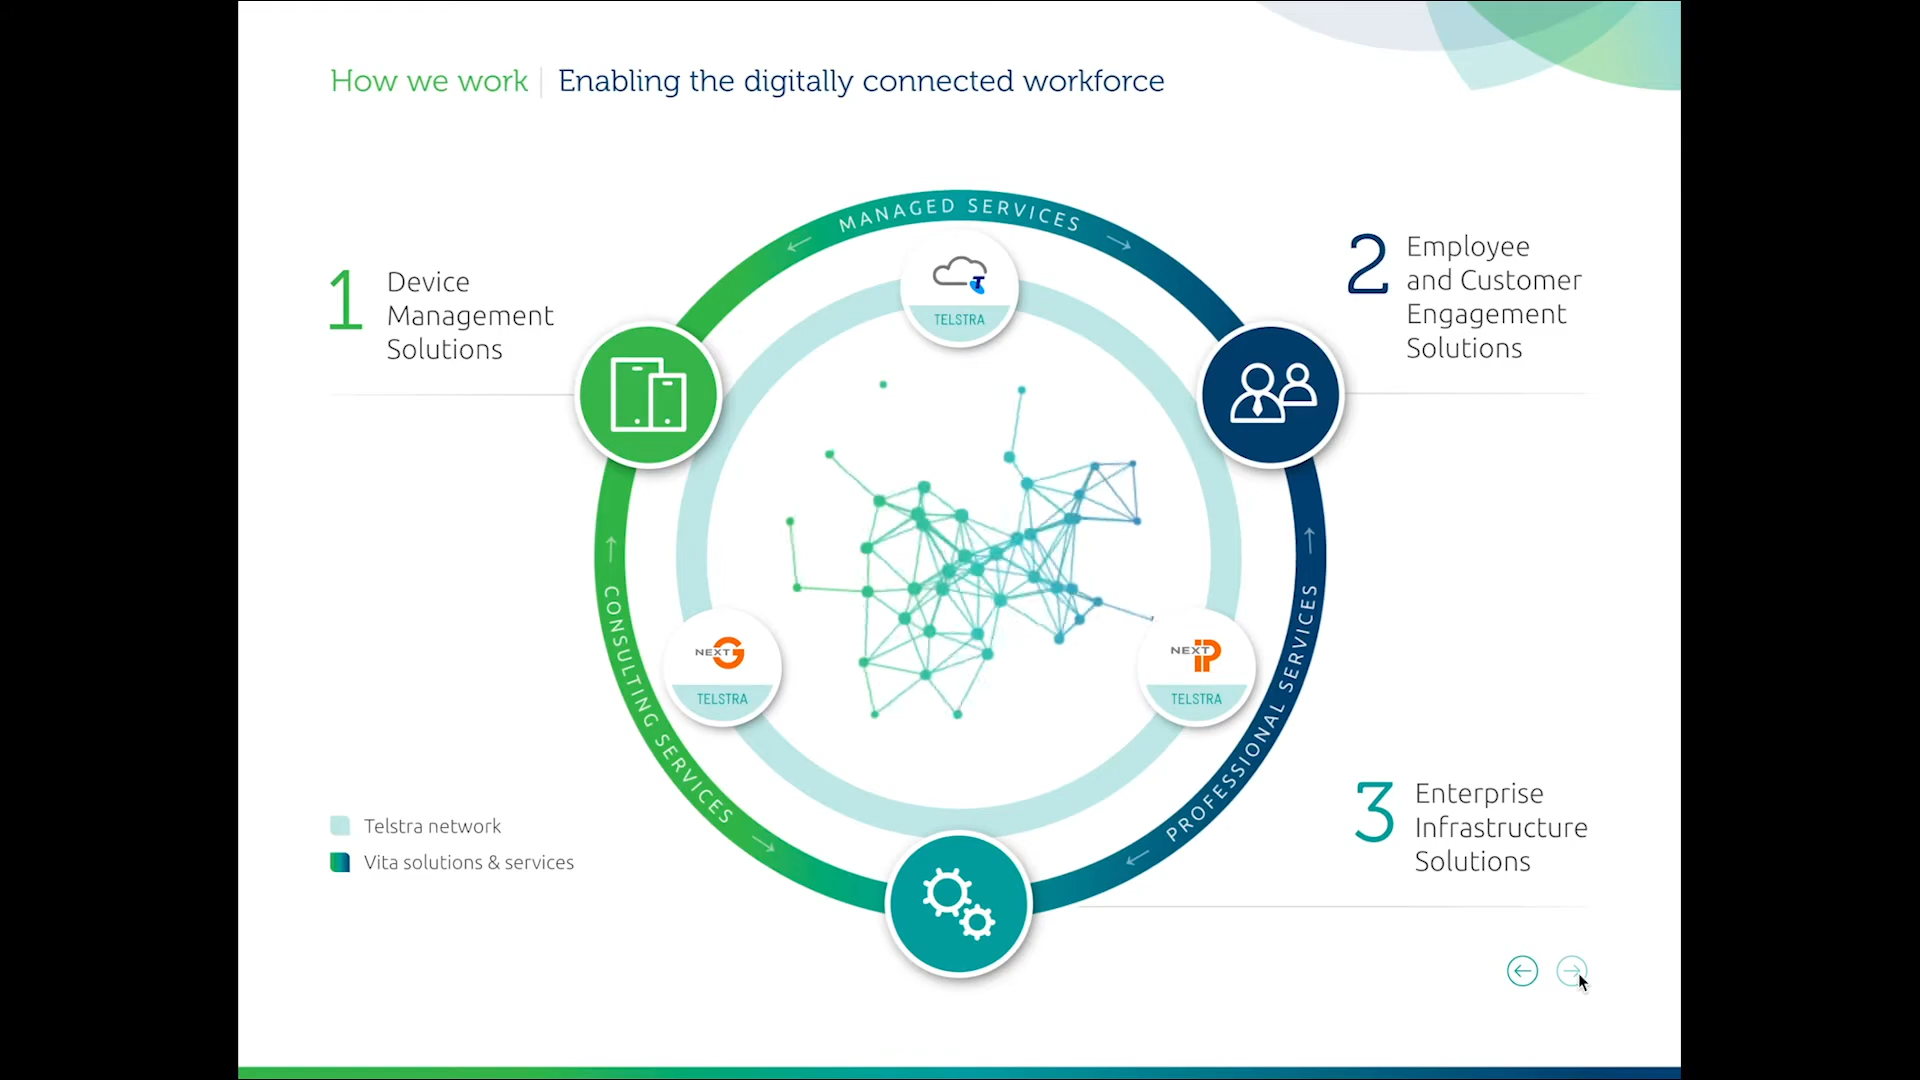 How we work
Enabling the digitally connected workforce
MANAGED SERVICES
1
Device
Management
Solutions
2
Employee
and Customer
Engagement
Solutions
T
TELSTRA
NEXT G
TELSTRA
NEXT IP
TELSTRA
CONSULTING SERVICES
PROFESSIONAL SERVICES
3
Enterprise
Infrastructure
Solutions
Telstra network
Vita solutions & services